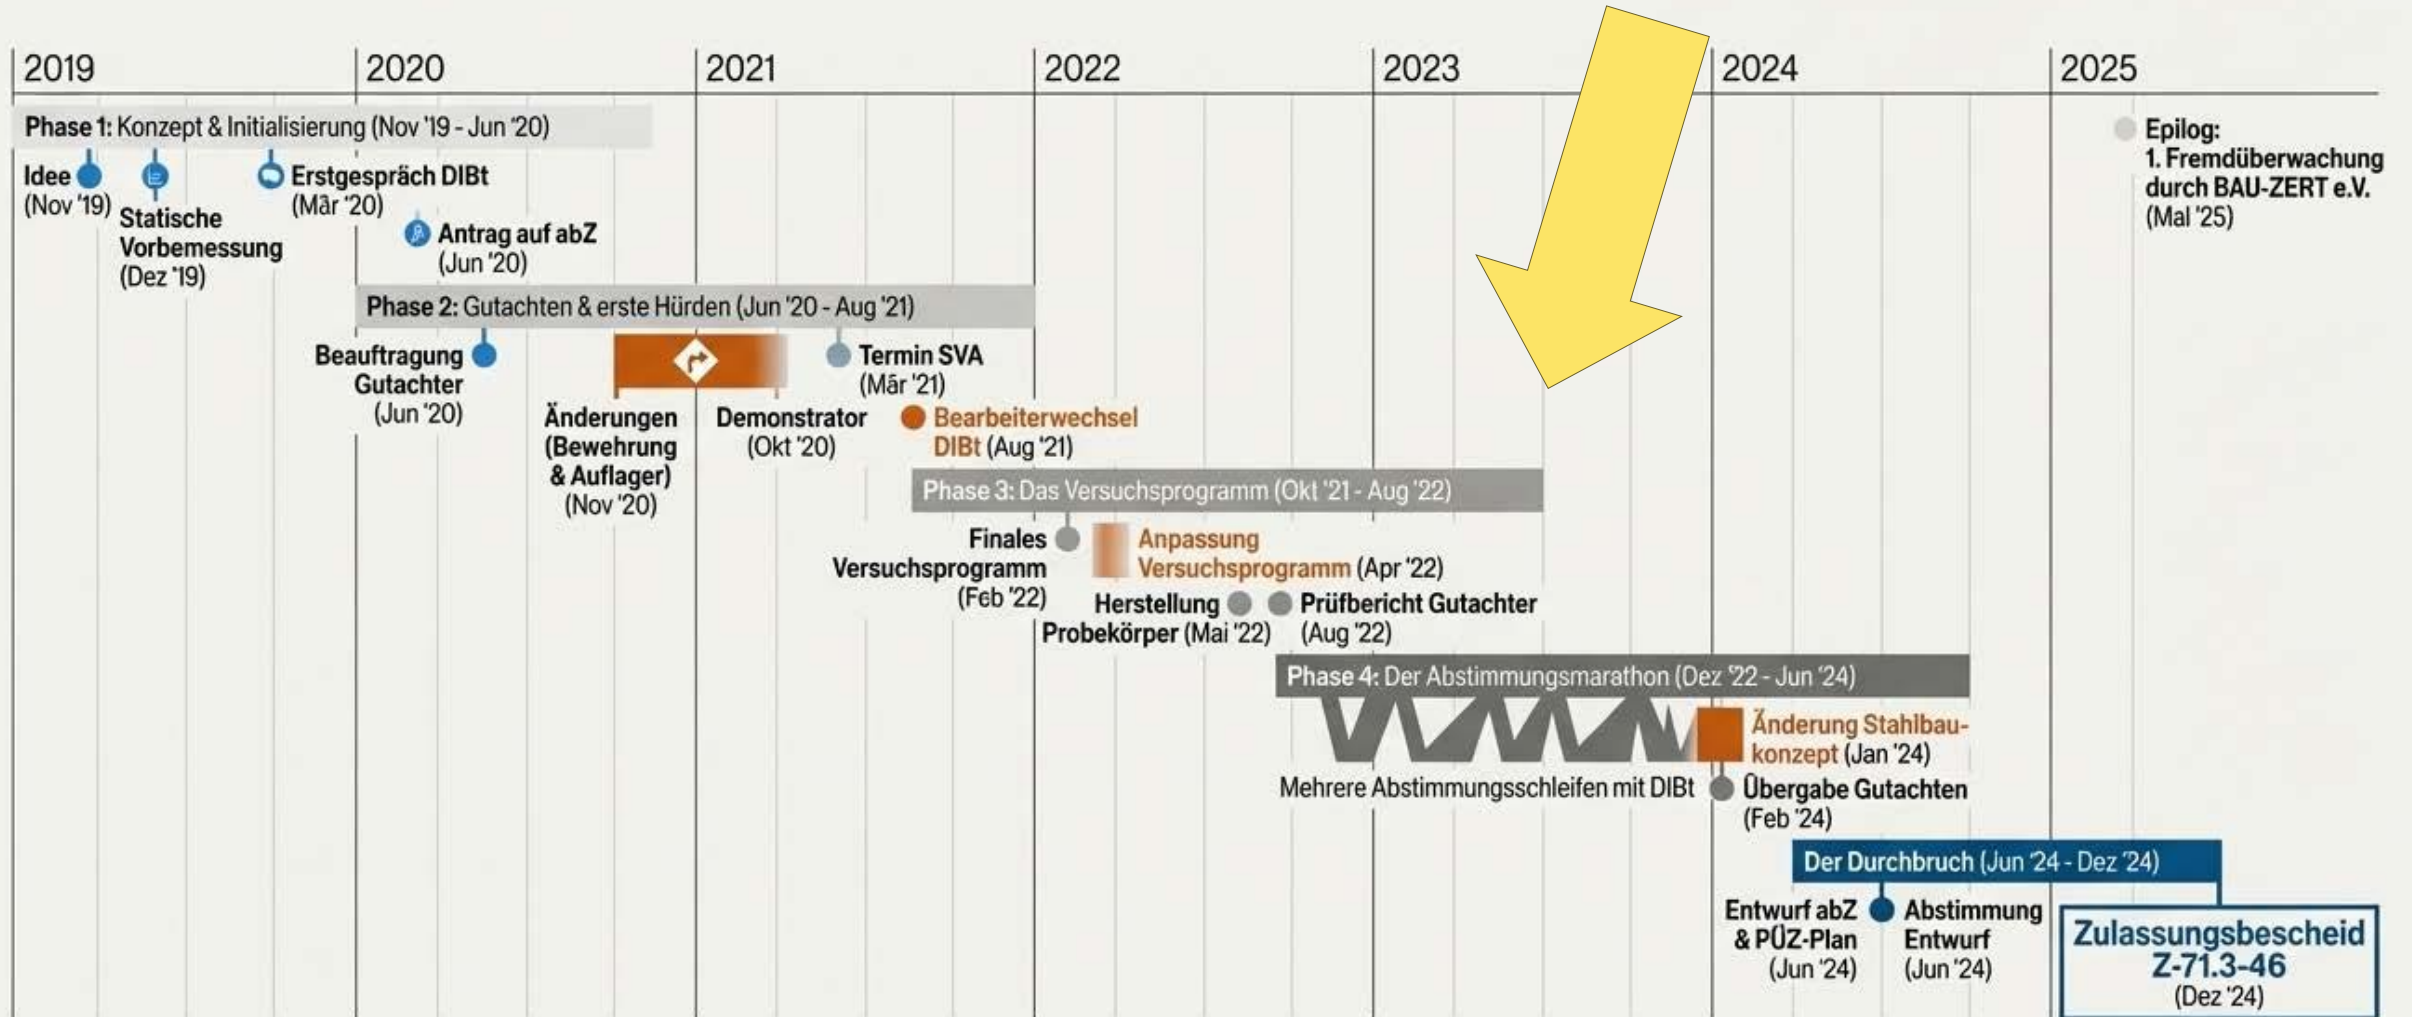 2019
2020
2021
2022
2023
2024
2025
Phase 1: Konzept & Initialisierung (Nov '19 - Jun '20)
Idee
(Nov '19)
Statische
Vorbemessung
(Dez '19)
Erstgespräch DIBt
(Mär '20)
Antrag auf abZ
(Jun '20)
Epilog:
1. Fremdüberwachung
durch BAU-ZERT e.V.
(Mal '25)
Phase 2: Gutachten & erste Hürden (Jun '20 - Aug '21)
Beauftragung
Gutachter
(Jun '20)
Änderungen
(Bewehrung
& Auflager)
(Nov '20)
Demonstrator
(Okt '20)
Termin SVA
(Mär '21)
Bearbeiterwechsel
DIBt (Aug '21)
Phase 3: Das Versuchsprogramm (Okt '21 - Aug '22)
Finales
Versuchsprogramm
(Feb '22)
Anpassung
Versuchsprogramm (Apr '22)
Herstellung
Probekörper (Mai '22)
Prüfbericht Gutachter
(Aug '22)
Phase 4: Der Abstimmungsmarathon (Dez '22 - Jun '24)
Änderung Stahlbau-
konzept (Jan '24)
Mehrere Abstimmungsschleifen mit DIBt
Übergabe Gutachten
(Feb '24)
Der Durchbruch (Jun '24 - Dez '24)
Entwurf abZ
& PÜZ-Plan
(Jun '24)
Abstimmung
Entwurf
(Jun '24)
Zulassungsbescheid
Z-71.3-46
(Dez '24)